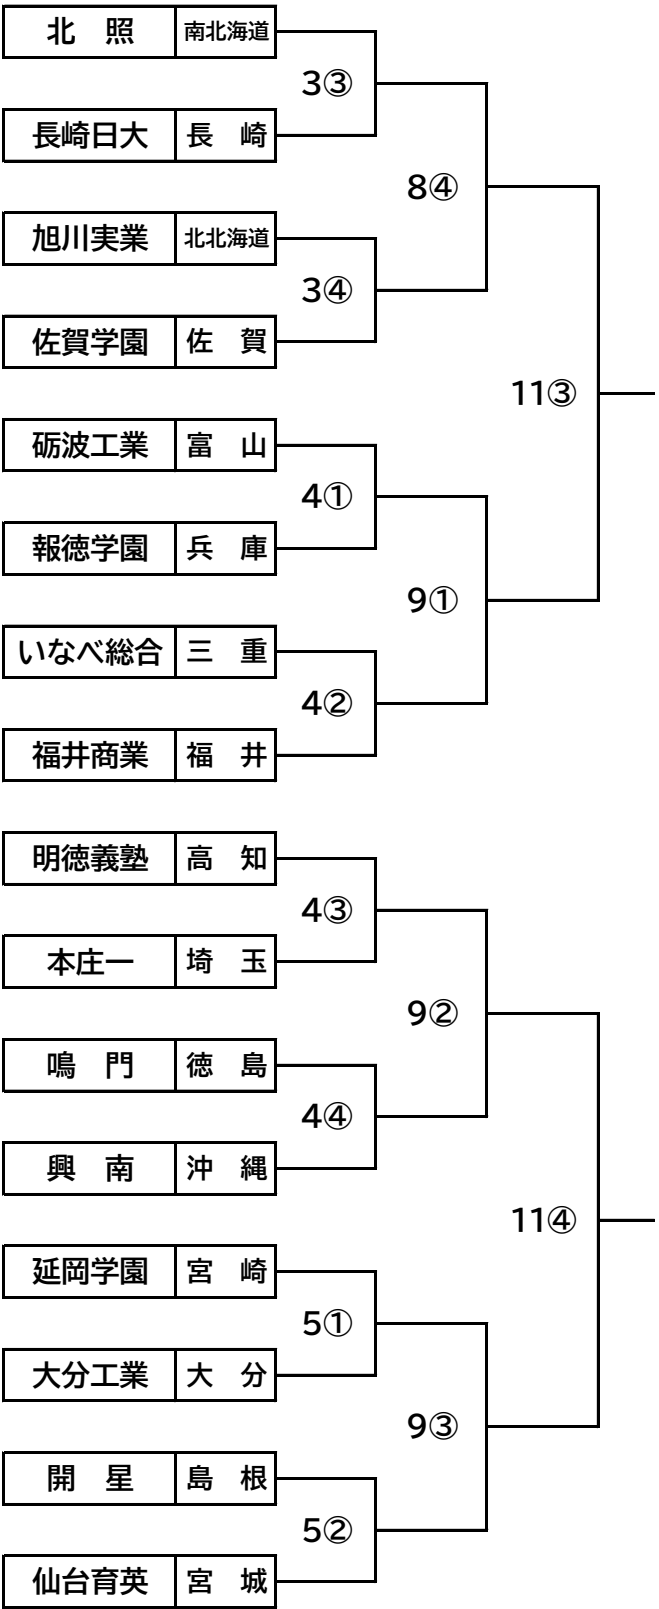 北　照 南北海道
3③
長崎日大 長　崎
8④
旭川実業 北北海道
3④
佐賀学園 佐　賀
11③
砺波工業 富　山
4①
報徳学園 兵　庫
9①
いなべ総合 三　重
4②
福井商業 福　井
明徳義塾 高　知
4③
本庄一 埼　玉
9②
鳴　門 徳　島
4④
興　南 沖　縄
11④
延岡学園 宮　崎
5①
大分工業 大　分
9③
開　星 島　根
5②
仙台育英 宮　城